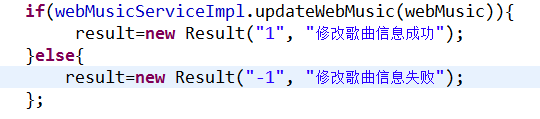 if(webMusicServiceImpl.updateWebMusic(webMusic)){
result=new Result("1", "修改歌曲信息成功");
}else{
result=new Result("-1", "修改歌曲信息失败");
};